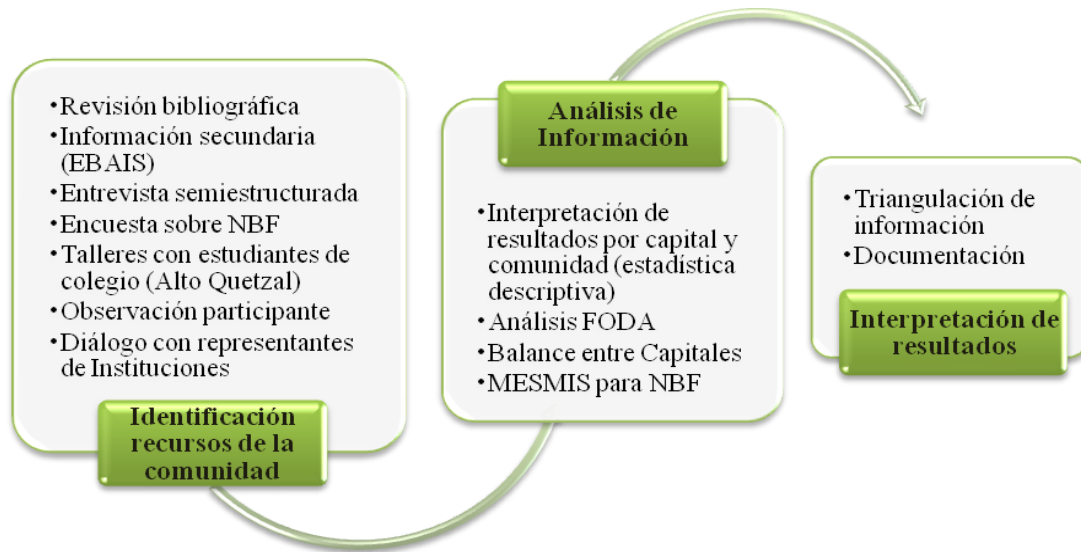 •Revisión bibliográfica
•Información secundaria
(EBAIS)
•Entrevista semiestructurada
•Encuesta sobre NBF
•Talleres con estudiantes de
colegio (Alto Quetzal)
•Observación participante
•Diálogo con representantes
de Instituciones
Identificación
recursos de la
comunidad
Análisis de
Información
•Interpretación de
resultados por capital y
comunidad (estadística
descriptiva)
•Análisis FODA
•Balance entre Capitales
•MESMIS para NBF
•Triangulación de
información
•Documentación
Interpretación de
resultados